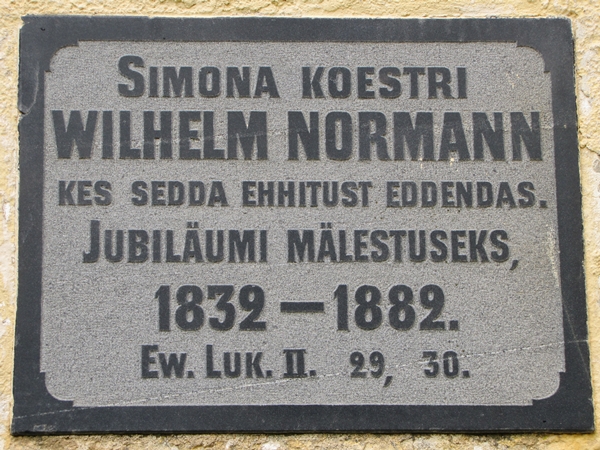 SIMONA KOESTRI
WILHELM NORMANN
KES SEDDA EHHITUST EDDENDAS.
JUBILÄUMI MÄLESTUSEKS,
1832—1882.
EW. LUK. II. 29, 30.